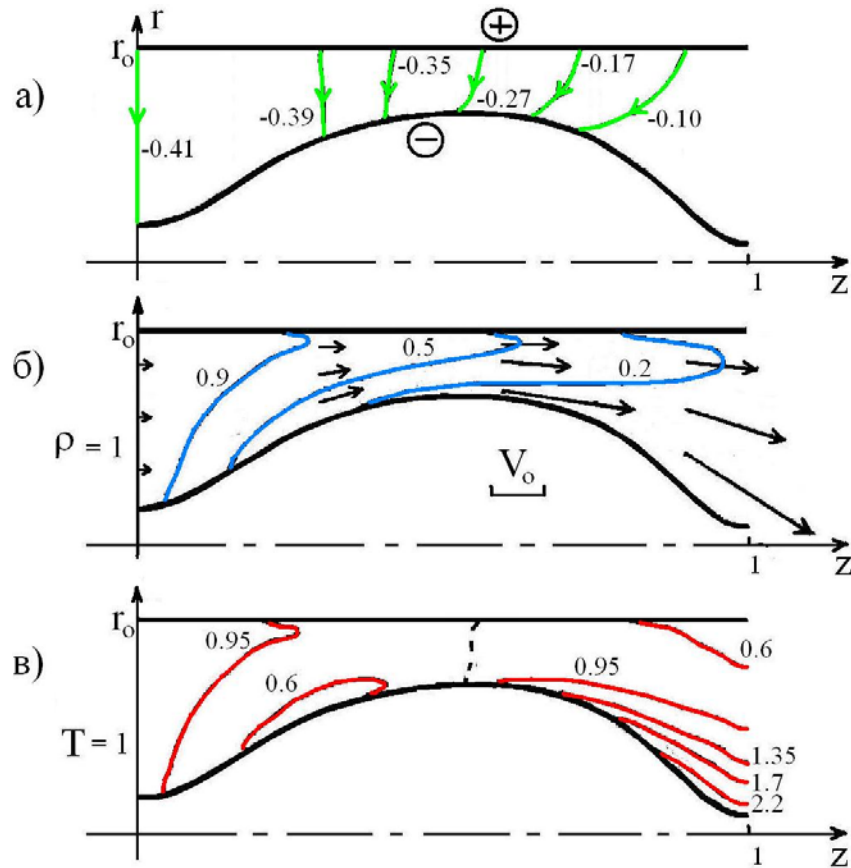 а)
r
r₀
+
-0.41
-0.39
-0.35
-0.27
-0.17
-0.10
−
1
z
б)
r₀
ρ = 1
0.9
0.5
0.2
V₀
1
z
в)
r₀
T = 1
0.95
0.6
0.95
0.6
1.35
1.7
2.2
1
z